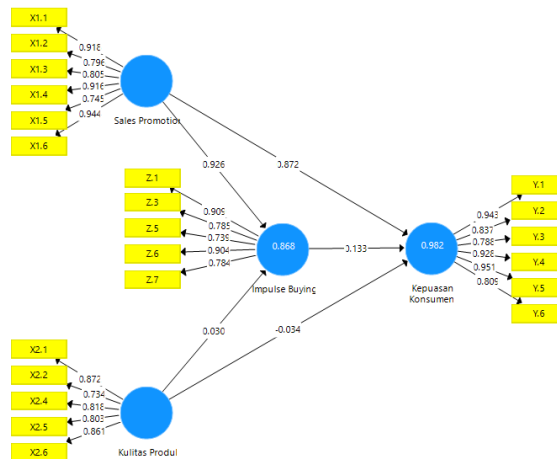 X1.1
X1.2
X1.3
X1.4
X1.5
X1.6
0.918
0.796
0.805
0.916
0.745
0.944
Sales Promotion
0.926
0.872
Z.1
Z.3
Z.5
Z.6
Z.7
0.909
0.785
0.739
0.904
0.784
0.868
Impulse Buying
0.133
0.982
Kepuasan
Konsumen
Y.1
Y.2
Y.3
Y.4
Y.5
Y.6
0.943
0.837
0.788
0.928
0.951
0.809
0.030
-0.034
X2.1
X2.2
X2.4
X2.5
X2.6
0.872
0.734
0.818
0.803
0.861
Kulitas Produl